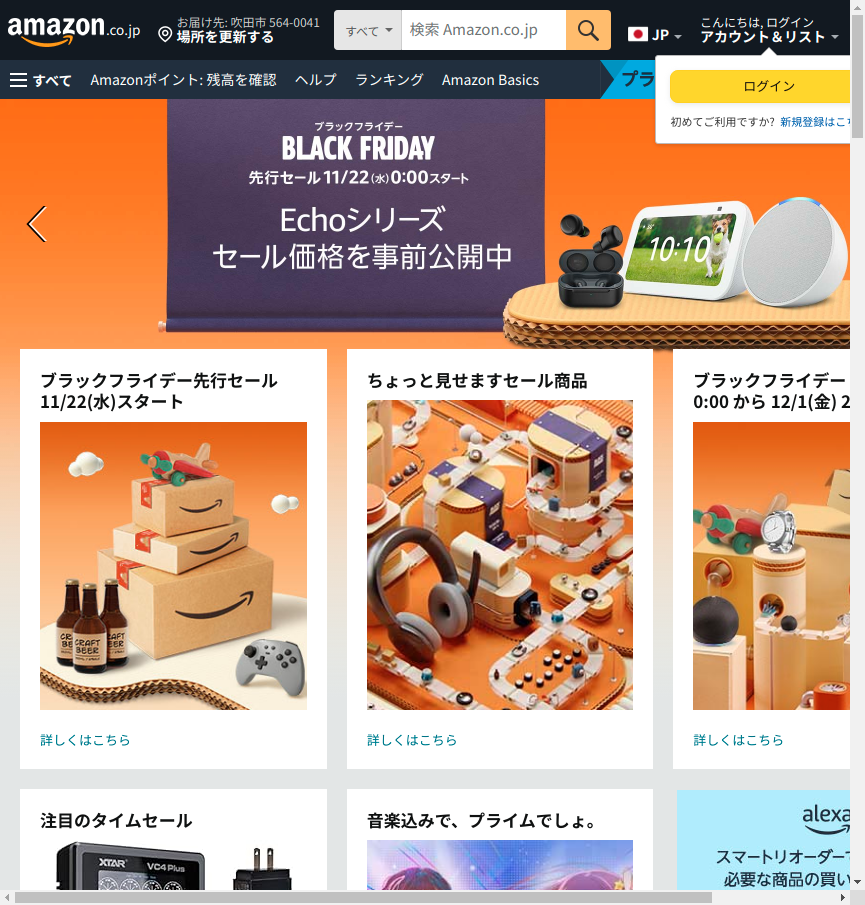 amazon.co.jp
お届け先: 吹田市 564-0041
場所を更新する
すべて
検索 Amazon.co.jp
JP
こんにちは, ログイン
アカウント＆リスト
すべて
Amazonポイント: 残高を確認
ヘルプ
ランキング
Amazon Basics
プラ
ログイン
初めてご利用ですか? 新規登録はこち
ブラックフライデー
BLACK FRIDAY
先行セール 11/22(水)0:00スタート
Echoシリーズ
セール価格を事前公開中
10:10
ブラックフライデー先行セール
11/22(水)スタート
CRAFT
BEER
詳しくはこちら
ちょっと見せますセール商品
詳しくはこちら
ブラックフライデー
0:00 から 12/1(金) 2
詳しくはこちら
注目のタイムセール
XTAR
VC4 Plus
音楽込みで、プライムでしょ。
alexa
スマートリオーダーで
必要な商品の買い